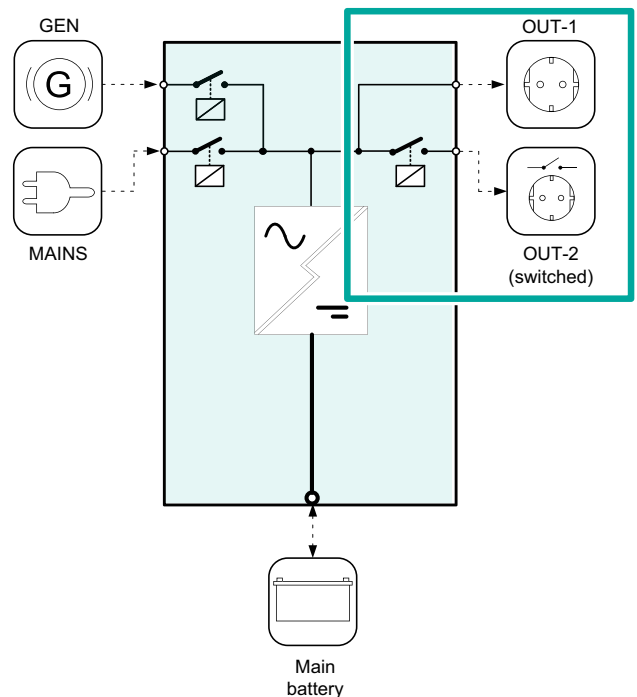 GEN
OUT-1
G
MAINS
OUT-2
(switched)
Main
battery